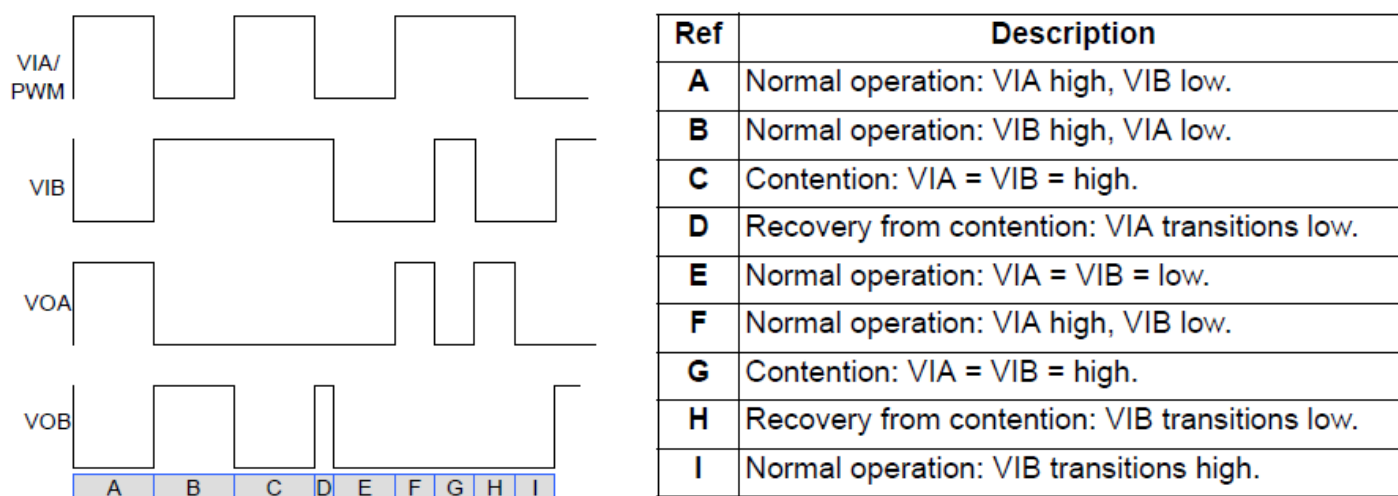 VIA/
PWM
VIB
VOA
VOB
A B C D E F G H I
Ref Description
A Normal operation: VIA high, VIB low.
B Normal operation: VIB high, VIA low.
C Contention: VIA = VIB = high.
D Recovery from contention: VIA transitions low.
E Normal operation: VIA = VIB = low.
F Normal operation: VIA high, VIB low.
G Contention: VIA = VIB = high.
H Recovery from contention: VIB transitions low.
I Normal operation: VIB transitions high.